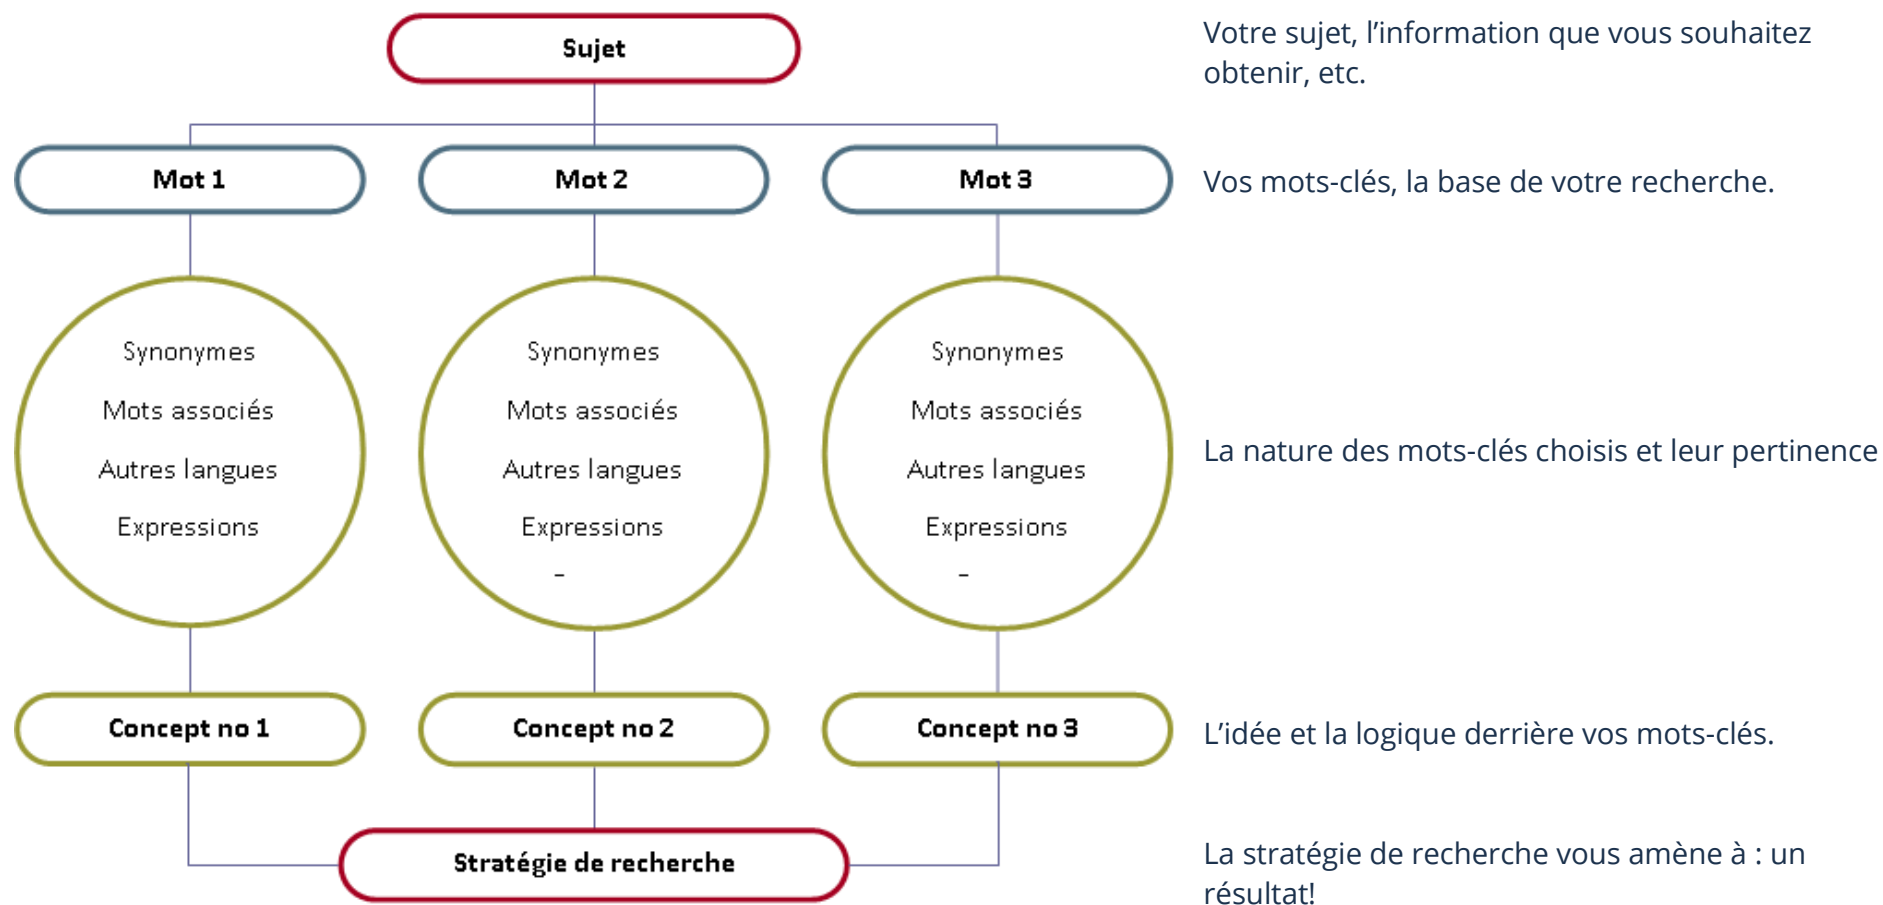 Sujet
Votre sujet, l’information que vous souhaitez
obtenir, etc.
Mot 1
Mot 2
Mot 3
Vos mots-clés, la base de votre recherche.
Synonymes
Mots associés
Autres langues
Expressions
Synonymes
Mots associés
Autres langues
Expressions
–
Synonymes
Mots associés
Autres langues
Expressions
–
La nature des mots-clés choisis et leur pertinence
Concept no 1
Concept no 2
Concept no 3
L’idée et la logique derrière vos mots-clés.
Stratégie de recherche
La stratégie de recherche vous amène à : un
résultat!